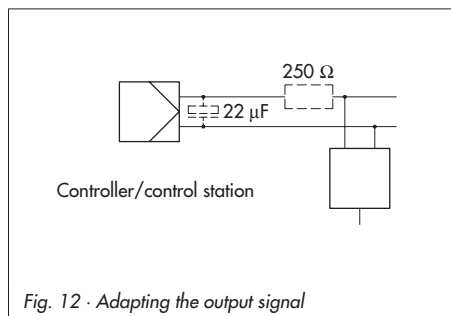 250 Ω
22 µF
Controller/control station
Fig. 12 · Adapting the output signal